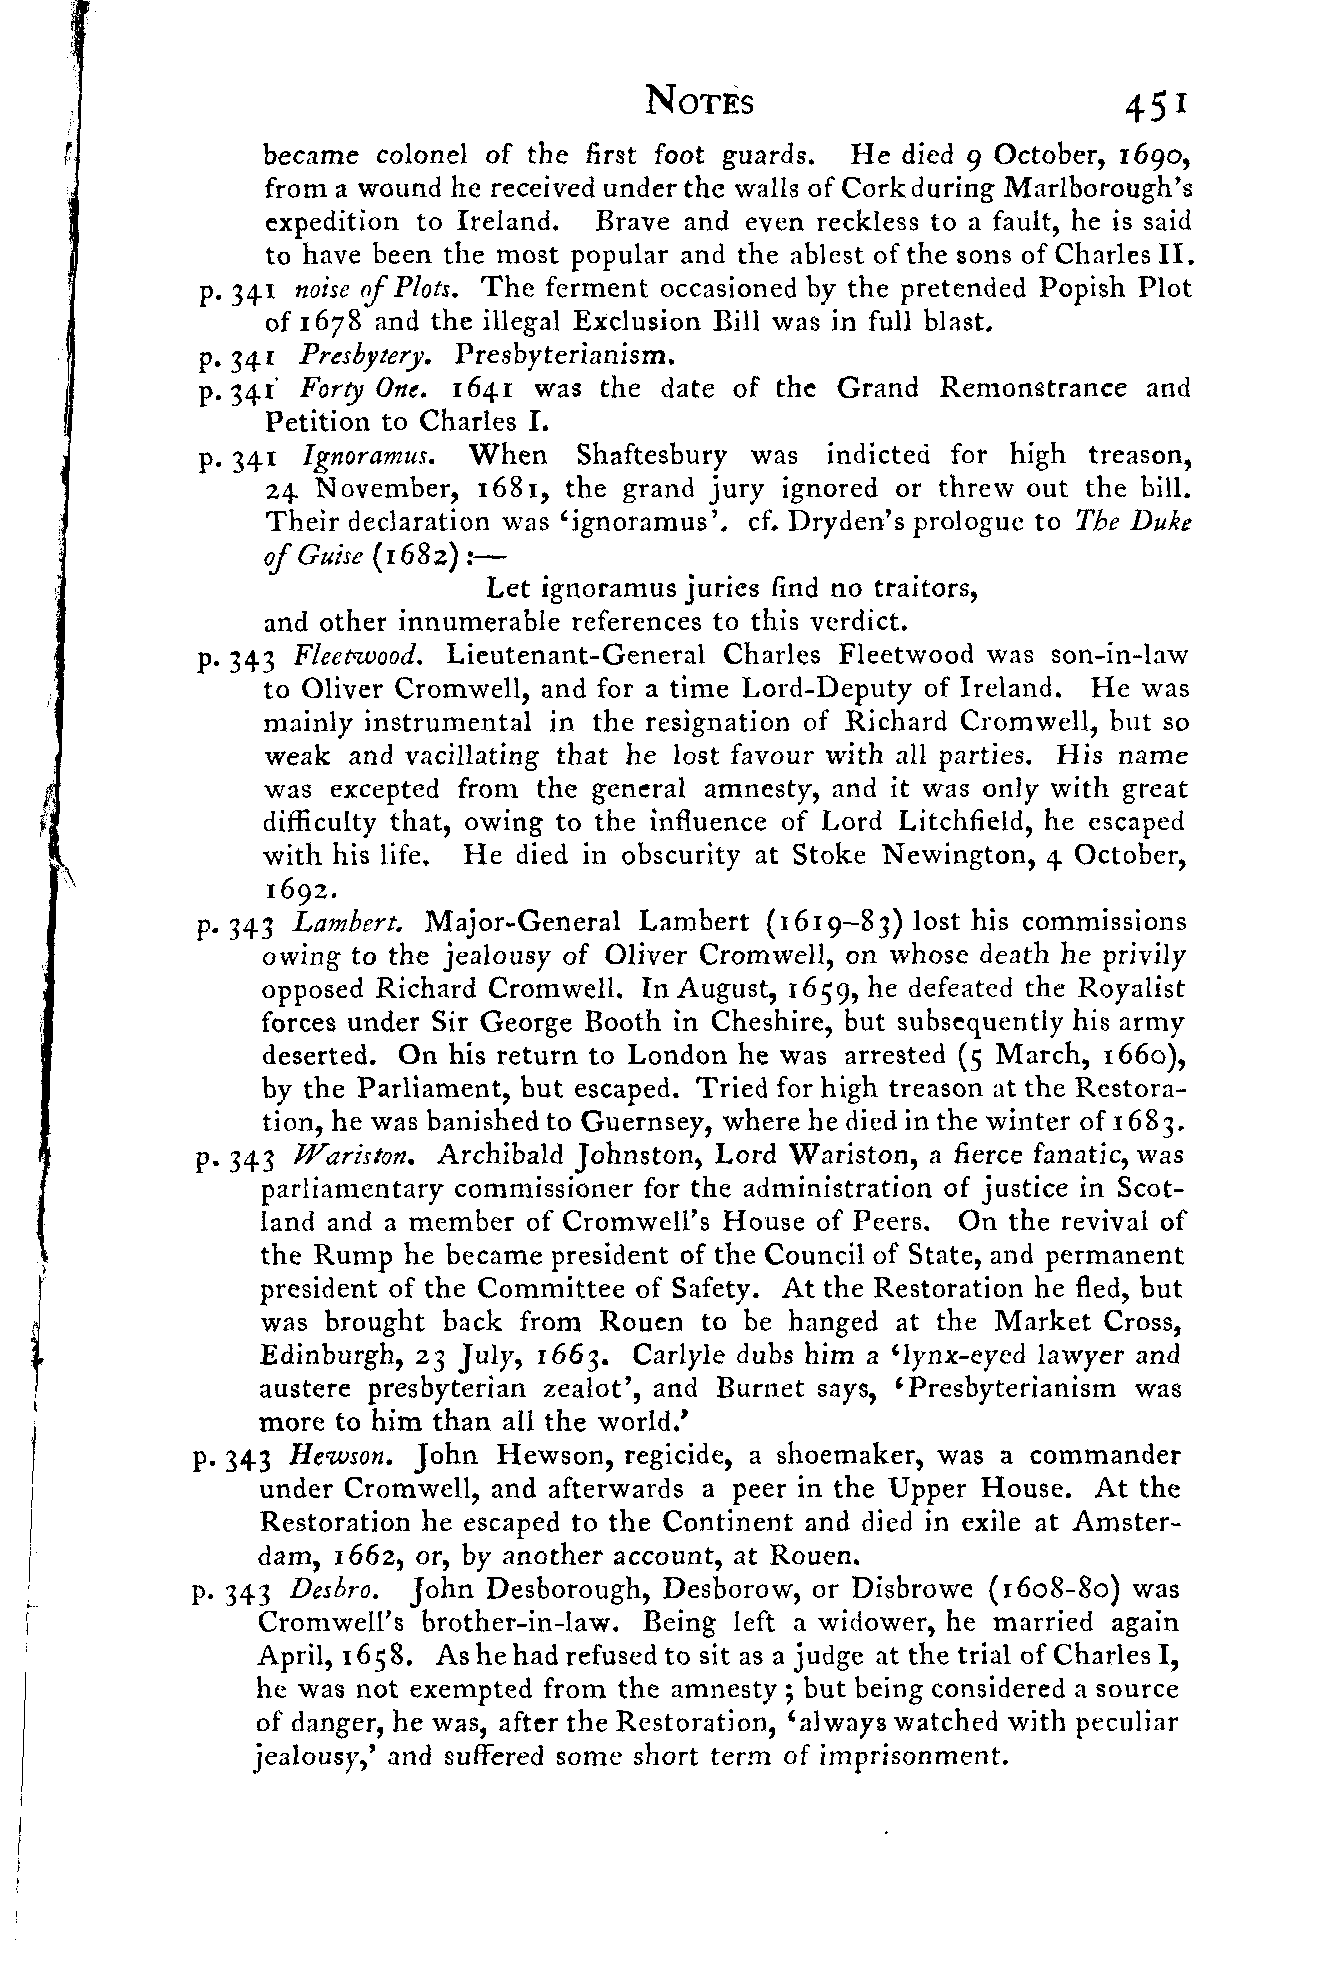 NOTES 451
became colonel of the first foot guards. He died 9 October, 1690,
from a wound he received under the walls of Cork during Marlborough's
expedition to Ireland. Brave and even reckless to a fault, he is said
to have been the most popular and the ablest of the sons of Charles II.
p. 341 noise of Plots. The ferment occasioned by the pretended Popish Plot
of 1678 and the illegal Exclusion Bill was in full blast.
p. 341 Presbytery. Presbyterianism.
p. 341 Forty One. 1641 was the date of the Grand Remonstrance and
Petition to Charles I.
p. 341 Ignoramus. When Shaftesbury was indicted for high treason,
24 November, 1681, the grand jury ignored or threw out the bill.
Their declaration was ‘ignoramus’. cf. Dryden's prologue to The Duke
of Guise (1682):—
Let ignoramus juries find no traitors,
and other innumerable references to this verdict.
p. 343 Fleetwood. Lieutenant-General Charles Fleetwood was son-in-law
to Oliver Cromwell, and for a time Lord-Deputy of Ireland. He was
mainly instrumental in the resignation of Richard Cromwell, but so
weak and vacillating that he lost favour with all parties. His name
was excepted from the general amnesty, and it was only with great
difficulty that, owing to the influence of Lord Litchfield, he escaped
with his life. He died in obscurity at Stoke Newington, 4 October,
1692.
p. 343 Lambert. Major-General Lambert (1619–83) lost his commissions
owing to the jealousy of Oliver Cromwell, on whose death he privily
opposed Richard Cromwell. In August, 1659, he defeated the Royalist
forces under Sir George Booth in Cheshire, but subsequently his army
deserted. On his return to London he was arrested (5 March, 1660),
by the Parliament, but escaped. Tried for high treason at the Restora-
tion, he was banished to Guernsey, where he died in the winter of 1683.
p. 343 Wariston. Archibald Johnston, Lord Wariston, a fierce fanatic, was
parliamentary commissioner for the administration of justice in Scot-
land and a member of Cromwell's House of Peers. On the revival of
the Rump he became president of the Council of State, and permanent
president of the Committee of Safety. At the Restoration he fled, but
was brought back from Rouen to be hanged at the Market Cross,
Edinburgh, 23 July, 1663. Carlyle dubs him a ‘lynx-eyed lawyer and
austere presbyterian zealot’, and Burnet says, ‘Presbyterianism was
more to him than all the world.’
p. 343 Hewson. John Hewson, regicide, a shoemaker, was a commander
under Cromwell, and afterwards a peer in the Upper House. At the
Restoration he escaped to the Continent and died in exile at Amster-
dam, 1662, or, by another account, at Rouen.
p. 343 Desbro. John Desborough, Desborow, or Disbrowe (1608-80) was
Cromwell's brother-in-law. Being left a widower, he married again
April, 1658. As he had refused to sit as a judge at the trial of Charles I,
he was not exempted from the amnesty; but being considered a source
of danger, he was, after the Restoration, ‘always watched with peculiar
jealousy,’ and suffered some short term of imprisonment.